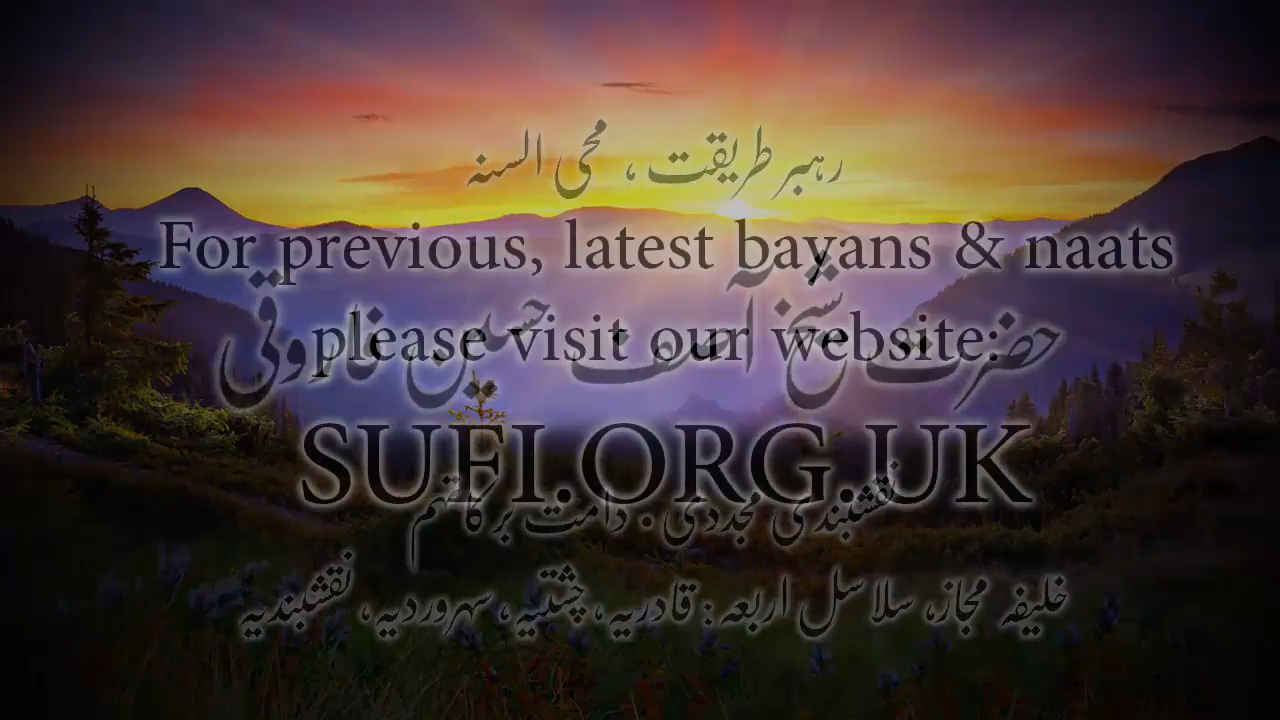 رہبر طریقت، محی السنہ
For previous, latest bayans & naats
حضرت شیخ آصف حسین فاروقی
please visit our website:
SUFI.ORG.UK
نقشبندی مجددی دامت برکاتہم
خلیفہ مجاز، سلاسل اربعہ: قادریہ، چشتیہ، سہروردیہ، نقشبندیہ